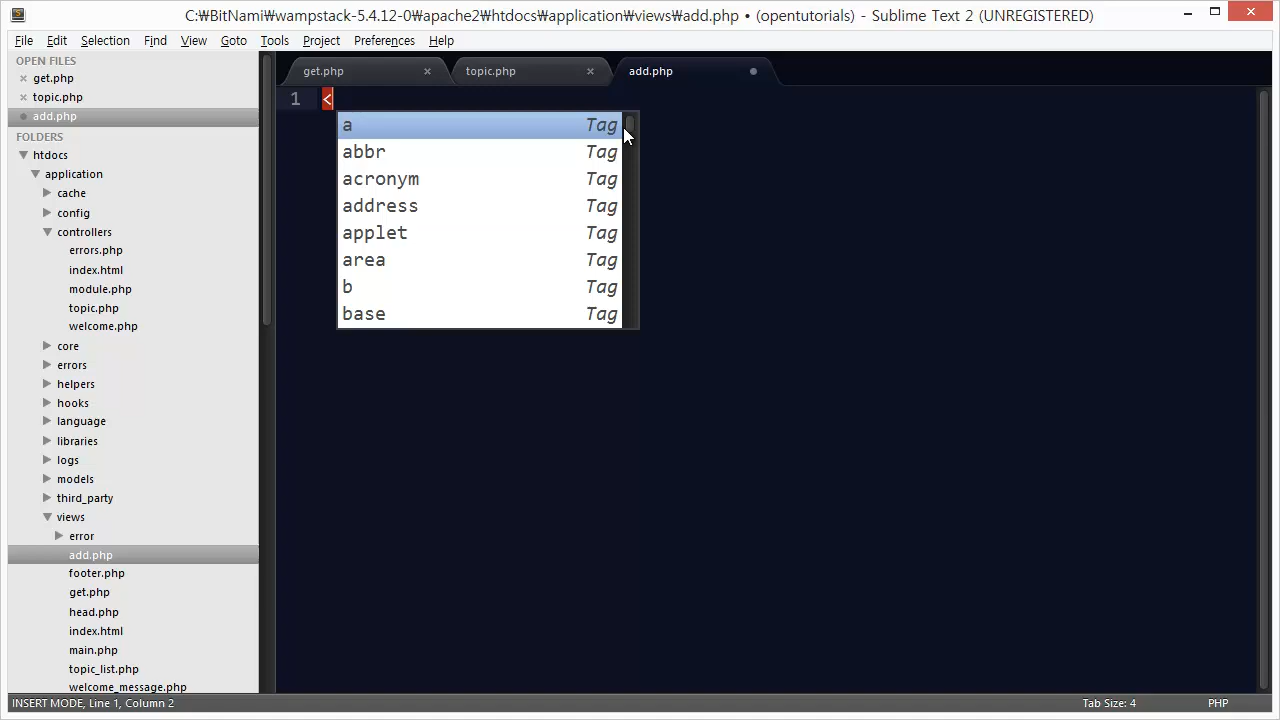 C:₩BitNami₩wampstack-5.4.12-0₩apache2₩htdocs₩application₩views₩add.php • (opentutorials) - Sublime Text 2 (UNREGISTERED)
File Edit Selection Find View Goto Tools Project Preferences Help
OPEN FILES
get.php
topic.php
add.php
FOLDERS
htdocs
application
cache
config
controllers
errors.php
index.html
module.php
topic.php
welcome.php
core
errors
helpers
hooks
language
libraries
logs
models
third_party
views
error
add.php
footer.php
get.php
head.php
index.html
main.php
topic_list.php
welcome_message.php
get.php topic.php add.php
1 <
a Tag
abbr Tag
acronym Tag
address Tag
applet Tag
area Tag
b Tag
base Tag
INSERT MODE, Line 1, Column 2 Tab Size: 4 PHP